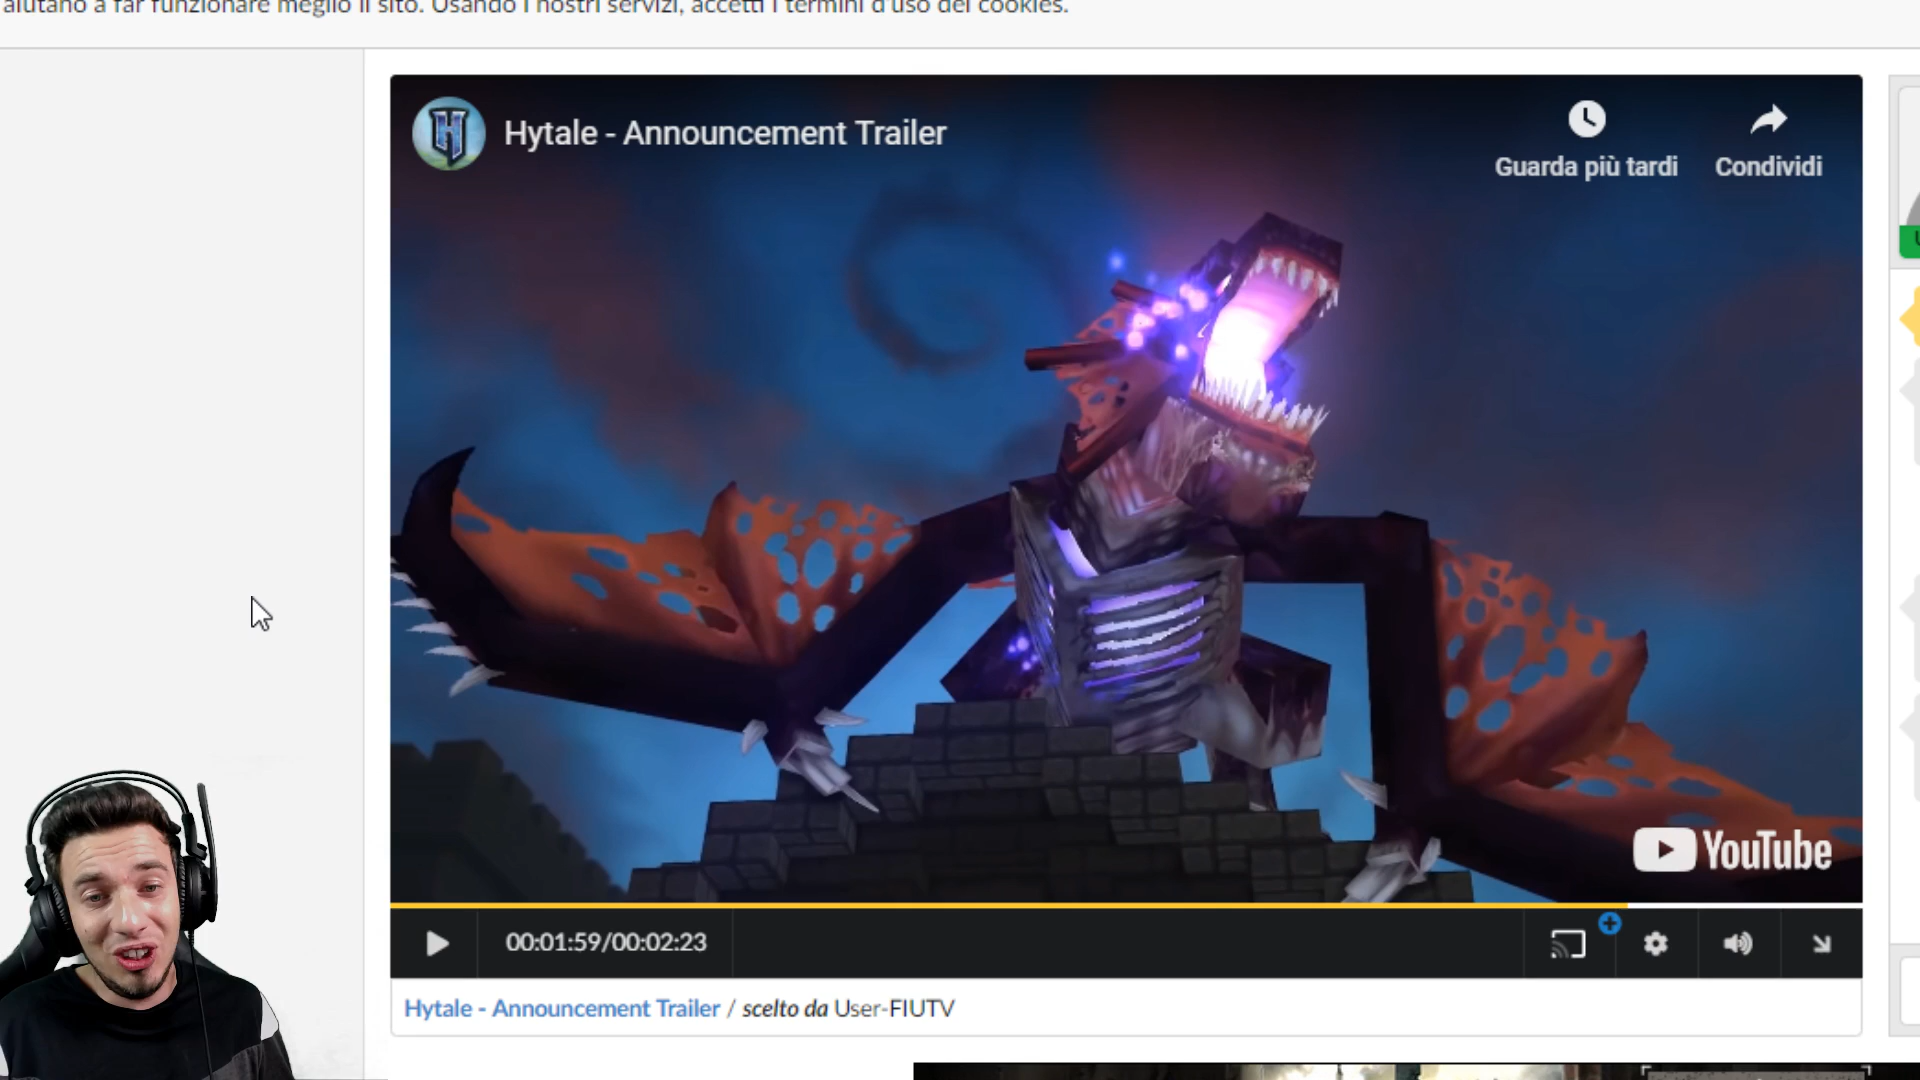 aiutano a far funzionare meglio il sito. Usando i nostri servizi, accetti i termini d'uso dei cookies.
Hytale - Announcement Trailer
Guarda più tardi
Condividi
YouTube
00:01:59/00:02:23
Hytale - Announcement Trailer / scelto da User-FIUTV